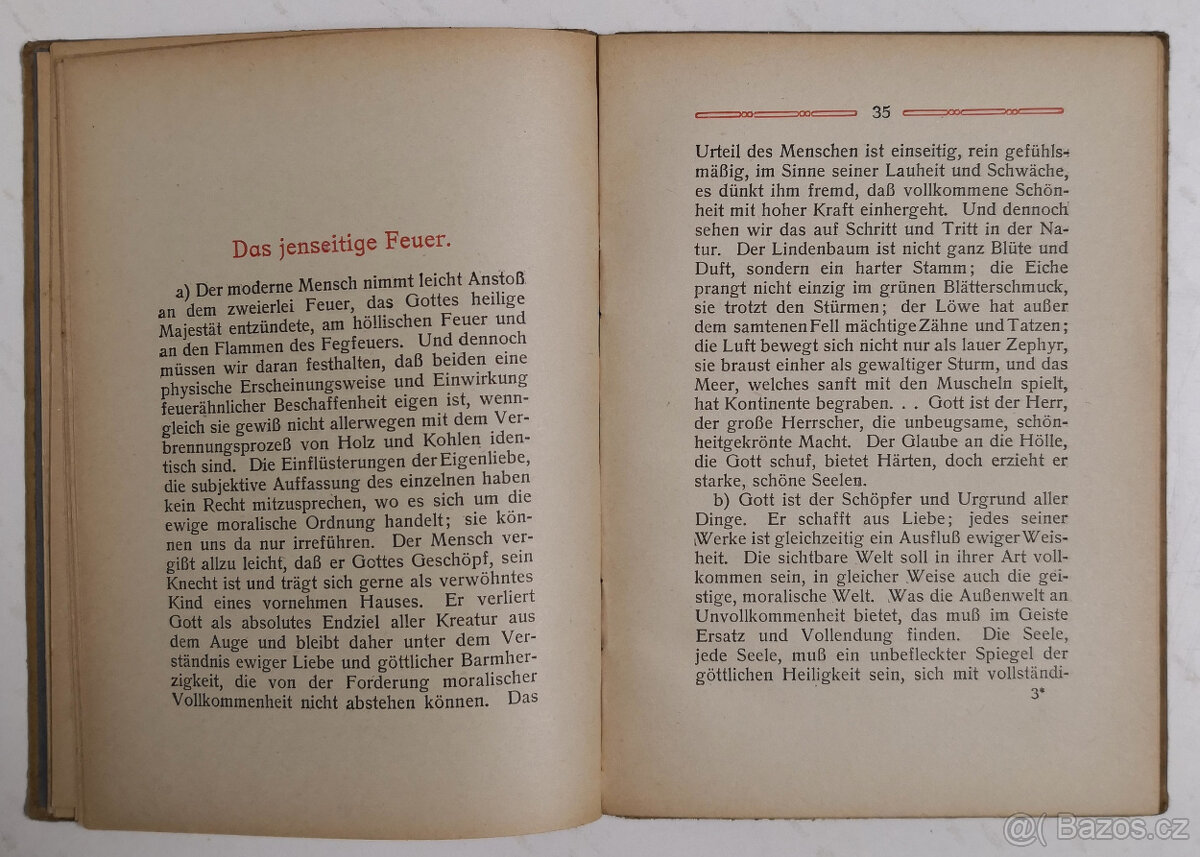 Das jenseitige Feuer.
a) Der moderne Mensch nimmt leicht Anstoß
an dem zweierlei Feuer, das Gottes heilige
Majestät entzündete, am höllischen Feuer und
an den Flammen des Fegfeuers. Und dennoch
müssen wir daran festhalten, daß beiden eine
physische Erscheinungsweise und Einwirkung
feuerähnlicher Beschaffenheit eigen ist, wenn-
gleich sie gewiß nicht allerwegen mit dem Ver-
brennungsprozeß von Holz und Kohlen iden-
tisch sind. Die Einflüsterungen der Eigenliebe,
die subjektive Auffassung des einzelnen haben
kein Recht mitzusprechen, wo es sich um die
ewige moralische Ordnung handelt; sie kön-
nen uns da nur irreführen. Der Mensch ver-
gißt allzu leicht, daß er Gottes Geschöpf, sein
Knecht ist und trägt sich gerne als verwöhntes
Kind eines vornehmen Hauses. Er verliert
Gott als absolutes Endziel aller Kreatur aus
dem Auge und bleibt daher unter dem Ver-
ständnis ewiger Liebe und göttlicher Barmher-
zigkeit, die von der Forderung moralischer
Vollkommenheit nicht abstehen können. Das
35
Urteil des Menschen ist einseitig, rein gefühls-
mäßig, im Sinne seiner Lauheit und Schwäche,
es dünkt ihm fremd, daß vollkommene Schön-
heit mit hoher Kraft einhergeht. Und dennoch
sehen wir das auf Schritt und Tritt in der Na-
tur. Der Lindenbaum ist nicht ganz Blüte und
Duft, sondern ein harter Stamm; die Eiche
prangt nicht einzig im grünen Blätterschmuck,
sie trotzt den Stürmen; der Löwe hat außer
dem samtenen Fell mächtige Zähne und Tatzen;
die Luft bewegt sich nicht nur als lauer Zephyr,
sie braust einher als gewaltiger Sturm, und das
Meer, welches sanft mit den Muscheln spielt,
hat Kontinente begraben. . . Gott ist der Herr,
der große Herrscher, die unbeugsame, schön-
heitgekrönte Macht. Der Glaube an die Hölle,
die Gott schuf, bietet Härten, doch erzieht er
starke, schöne Seelen.
b) Gott ist der Schöpfer und Urgrund aller
Dinge. Er schafft aus Liebe; jedes seiner
Werke ist gleichzeitig ein Ausfluß ewiger Weis-
heit. Die sichtbare Welt soll in ihrer Art voll-
kommen sein, in gleicher Weise auch die gei-
stige, moralische Welt. Was die Außenwelt an
Unvollkommenheit bietet, das muß im Geiste
Ersatz und Vollendung finden. Die Seele,
jede Seele, muß ein unbefleckter Spiegel der
göttlichen Heiligkeit sein, sich mit vollständi-
3*
@( Bazos.cz